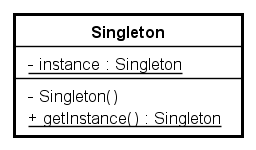 Singleton
- instance : Singleton
- Singleton()
+ getInstance() : Singleton